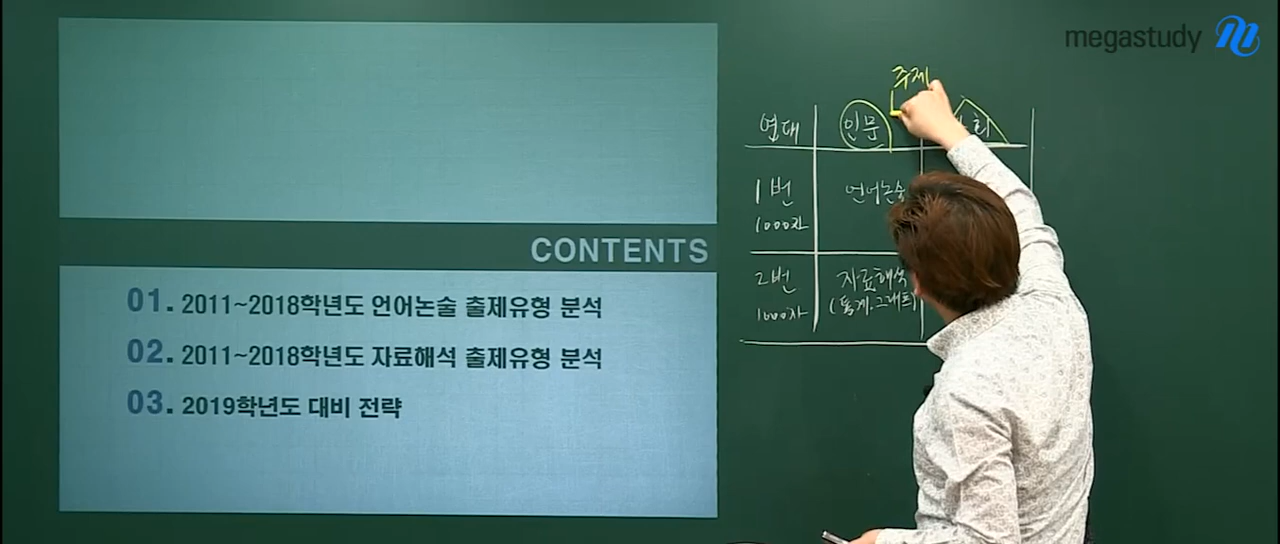 megastudy
CONTENTS
01. 2011~2018학년도 언어논술 출제유형 분석
02. 2011~2018학년도 자료해석 출제유형 분석
03. 2019학년도 대비 전략
주제
연대 인문 회
1번 언어논술
1000자
2번 자료해석
1000자 (통계.그래프)